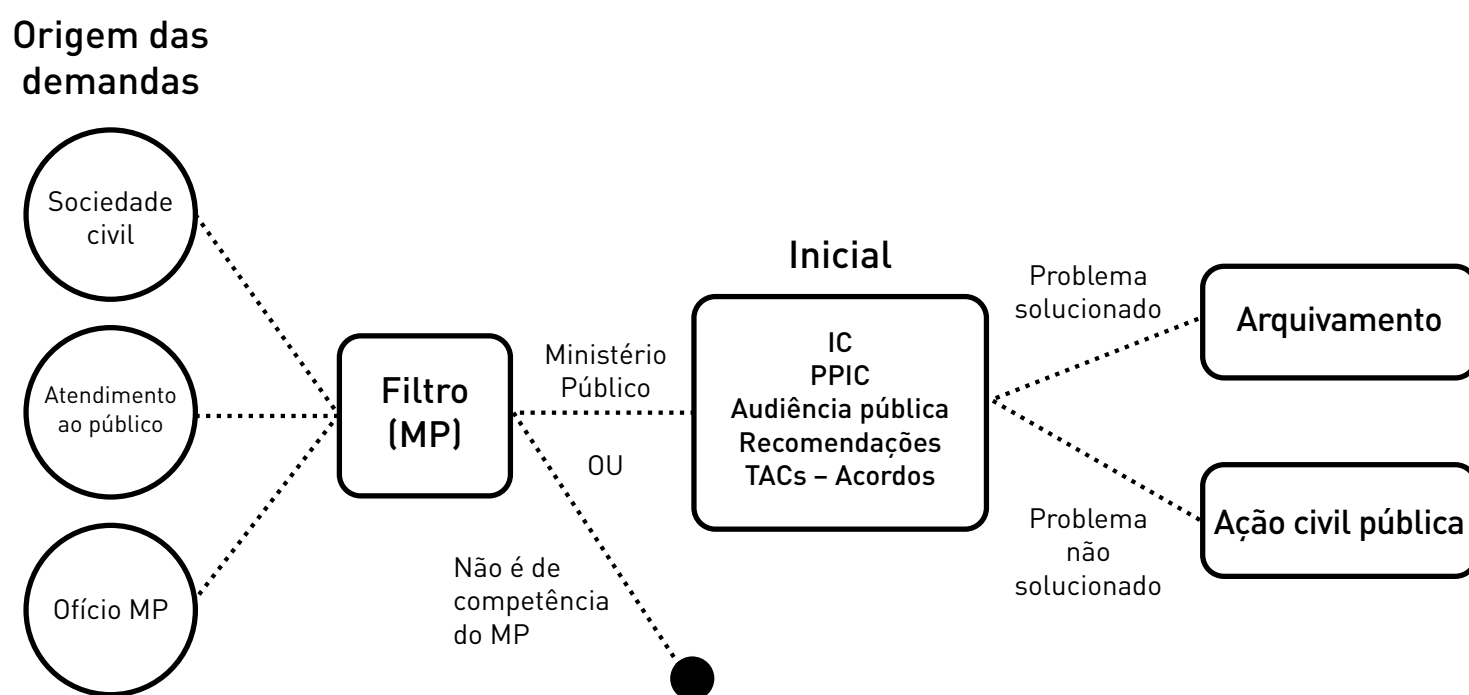 Origem das
demandas
Sociedade
civil
Atendimento
ao público
Ofício MP
Filtro
(MP)
Ministério
Público
OU
Não é de
competência
do MP
Inicial
IC
PPIC
Audiência pública
Recomendações
TACs – Acordos
Problema
solucionado
Arquivamento
Problema
não
solucionado
Ação civil pública